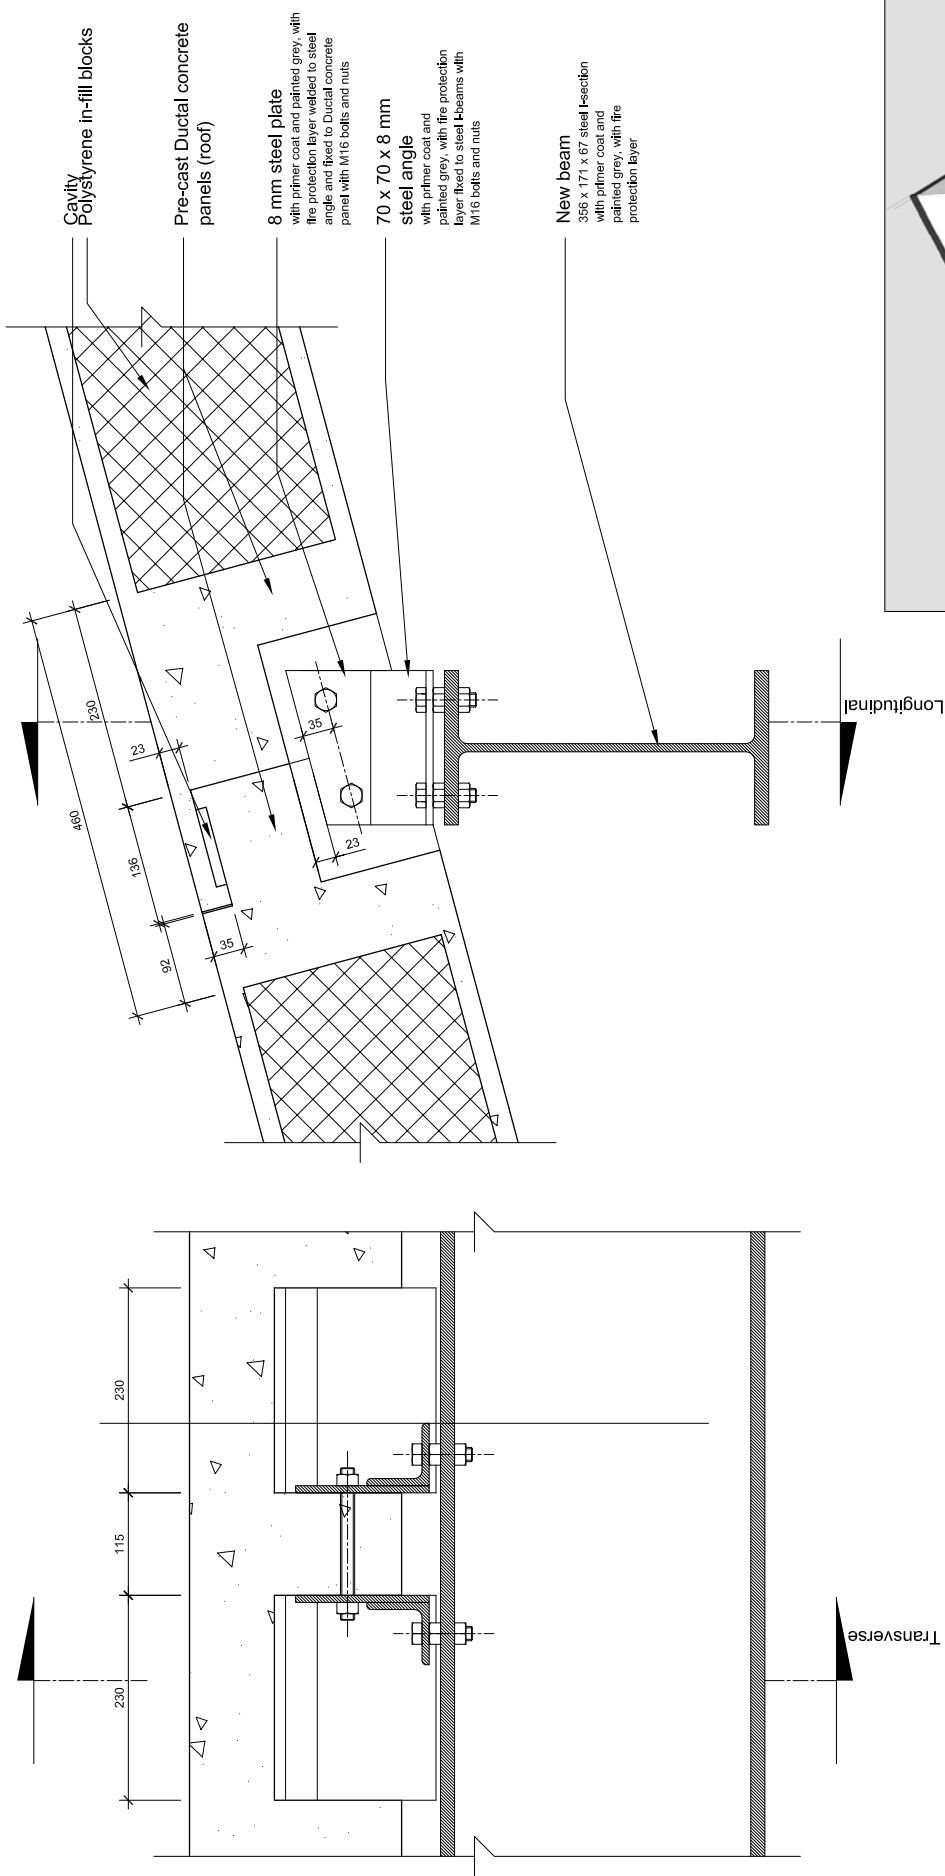 Cavity
Polystyrene in-fill blocks
Pre-cast Ductal concrete
panels (roof)
8 mm steel plate
with primer coat and painted grey, with
fire protection layer welded to steel
angle and fixed to Ductal concrete
panel with M16 bolts and nuts
70 x 70 x 8 mm
steel angle
with primer coat and
painted grey, with fire protection
layer fixed to steel I-beams with
M16 bolts and nuts
New beam
356 x 171 x 67 steel I-section
with primer coat and
painted grey, with fire
protection layer
460
230
136
92
23
35
35
23
Longitudinal
230
115
230
Transverse